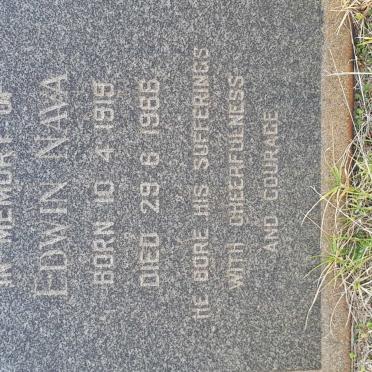 IN MEMORY OF
EDWIN NAVA
BORN 10 4 1919
DIED 29 6 1986
HE BORE HIS SUFFERINGS
WITH CHEERFULNESS
AND COURAGE